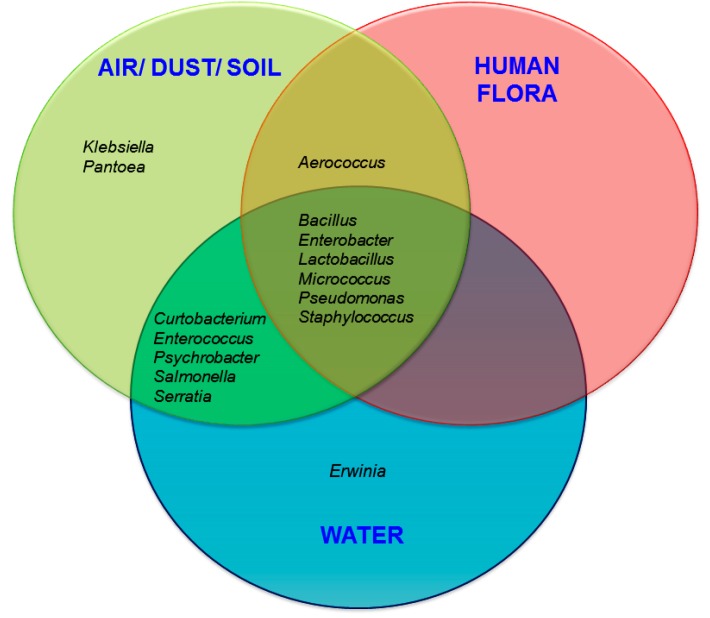 AIR/ DUST/ SOIL
HUMAN
FLORA
Klebsiella
Pantoea
Aerococcus
Bacillus
Enterobacter
Lactobacillus
Micrococcus
Pseudomonas
Staphylococcus
Curtobacterium
Enterococcus
Psychrobacter
Salmonella
Serratia
Erwinia
WATER